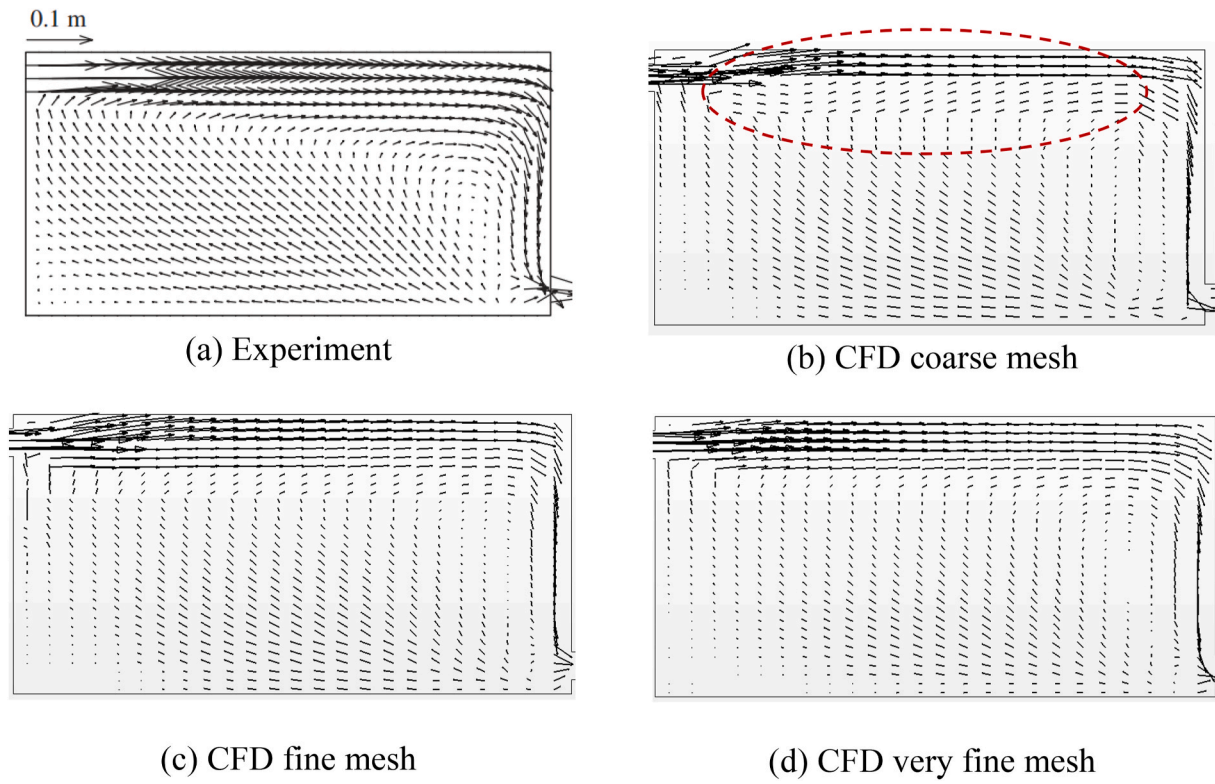 0.1 m
(a) Experiment
(b) CFD coarse mesh
(c) CFD fine mesh
(d) CFD very fine mesh